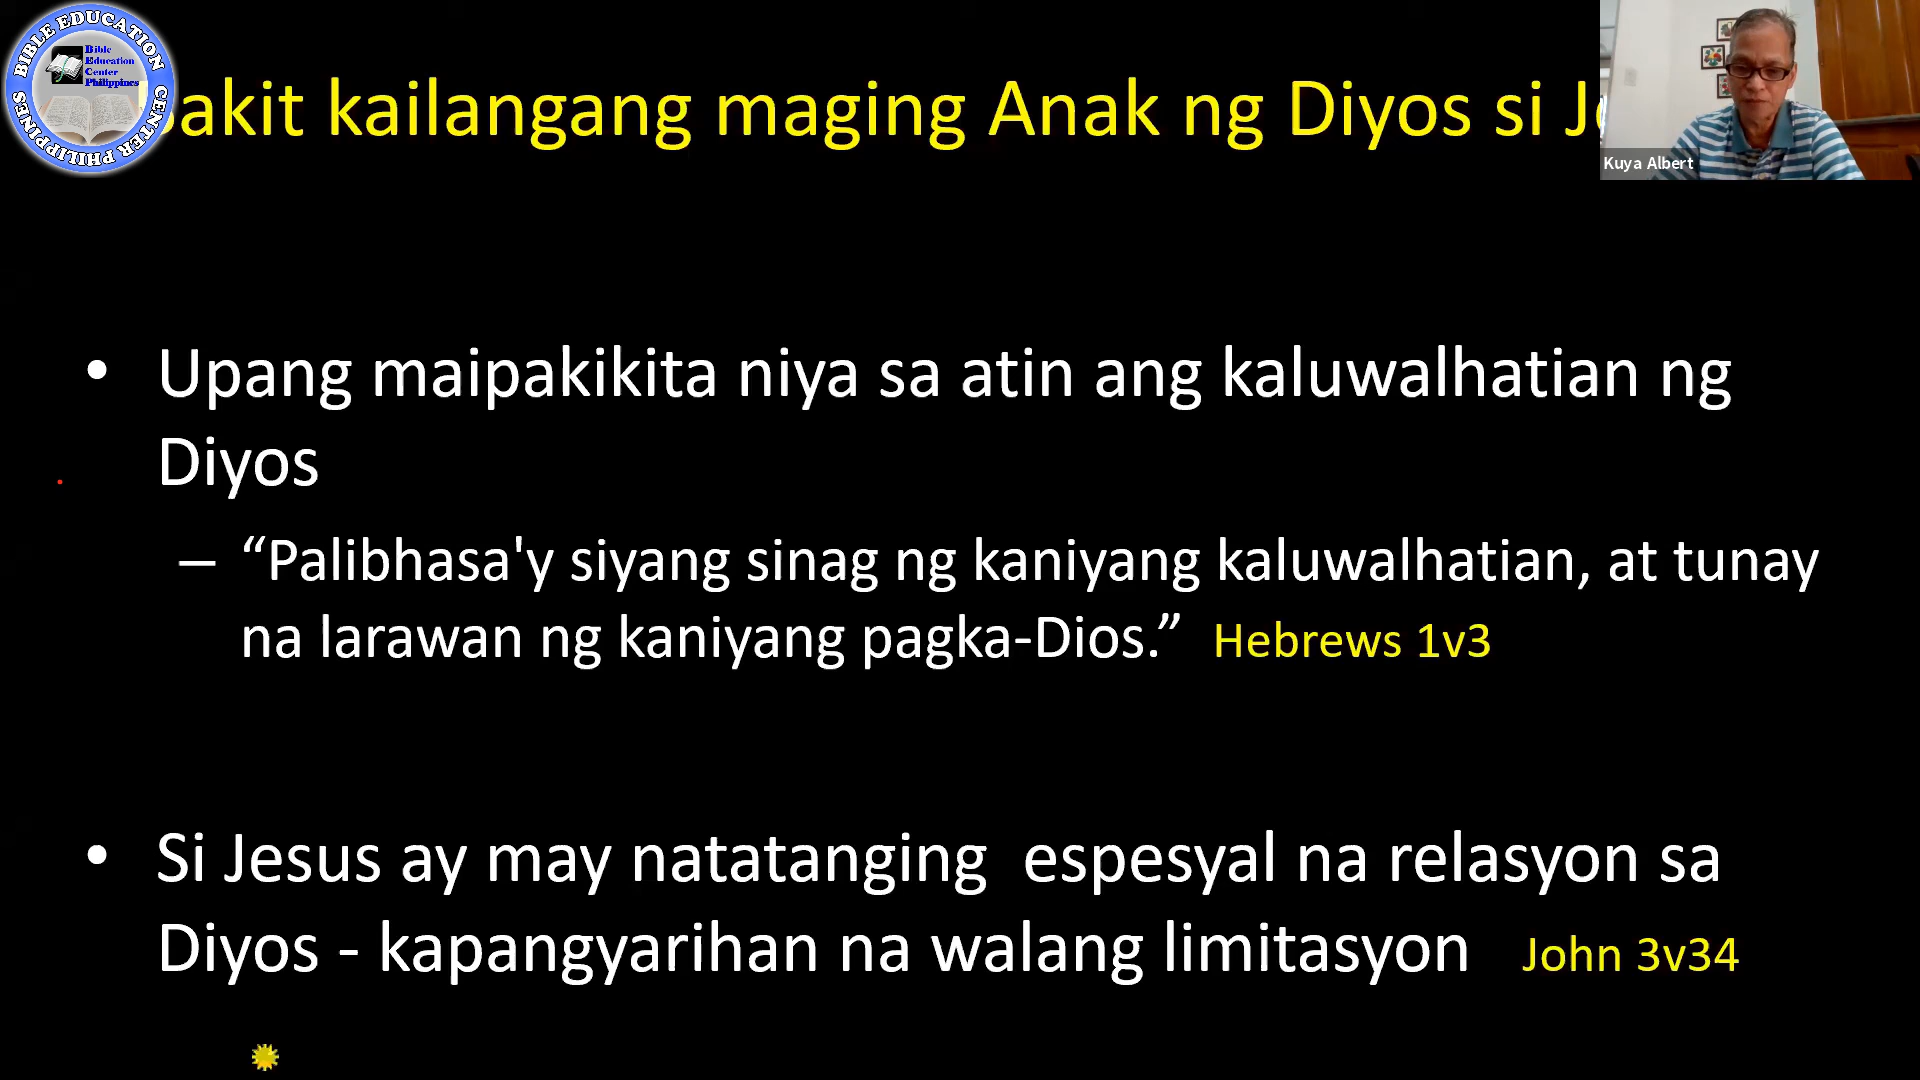 BIBLE EDUCATION CENTER PHILIPPINES
Bible
Education
Center
Philippines
akit kailangang maging Anak ng Diyos si
Kuya Albert
• Upang maipakikita niya sa atin ang kaluwalhatian ng
Diyos
– “Palibhasa'y siyang sinag ng kaniyang kaluwalhatian, at tunay
na larawan ng kaniyang pagka-Dios.” Hebrews 1v3
• Si Jesus ay may natatanging espesyal na relasyon sa
Diyos - kapangyarihan na walang limitasyon John 3v34